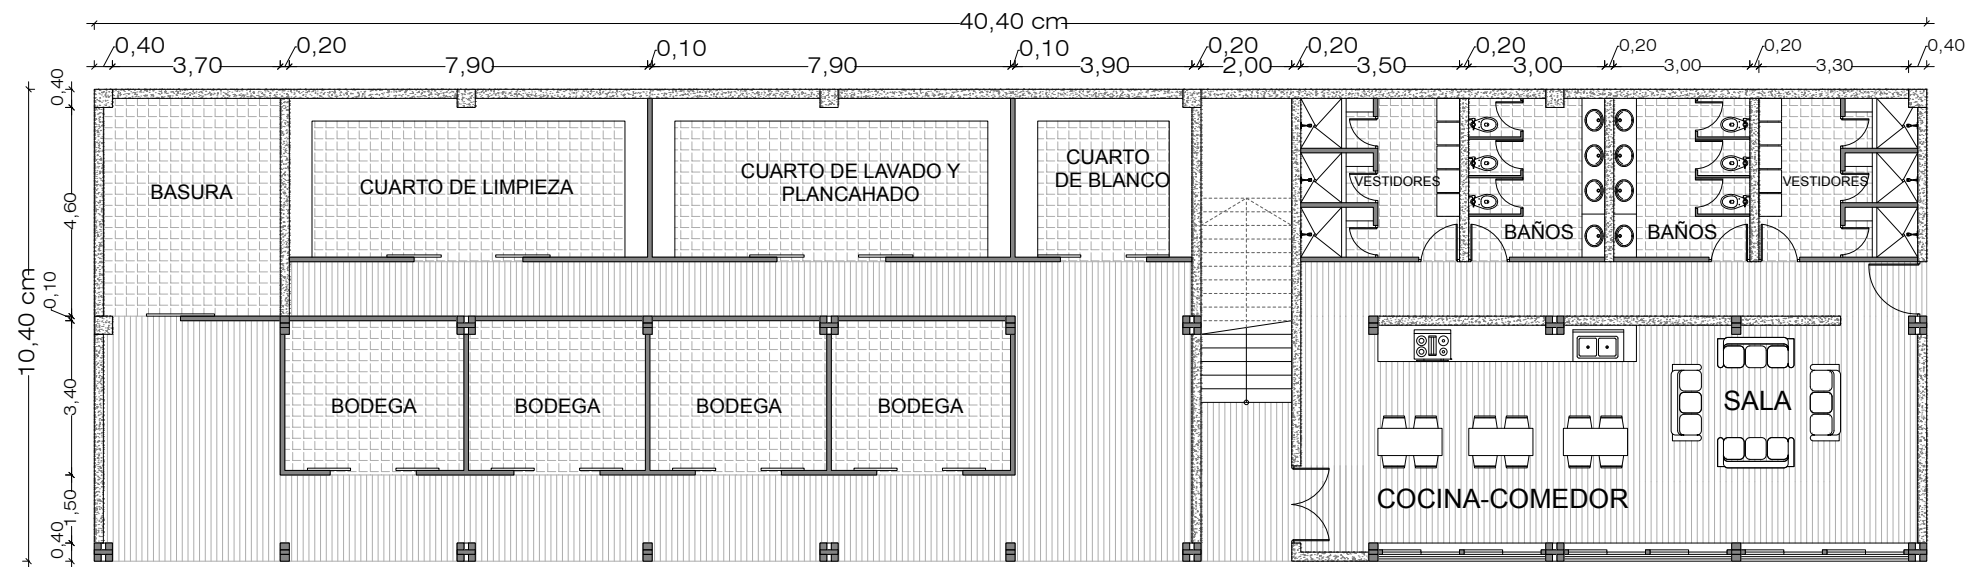 40,40 cm
0,40
0,20
0,10
0,10
0,20
0,20
0,20
0,20
0,20
0,40
3,70
7,90
7,90
3,90
2,00
3,50
3,00
3,00
3,30
0,40
4,60
0,10
3,40
1,50
0,40
10,40 cm
BASURA
CUARTO DE LIMPIEZA
CUARTO DE LAVADO Y
PLANCAHADO
CUARTO
DE BLANCO
VESTIDORES
BAÑOS
BAÑOS
VESTIDORES
BODEGA
BODEGA
BODEGA
BODEGA
SALA
COCINA-COMEDOR